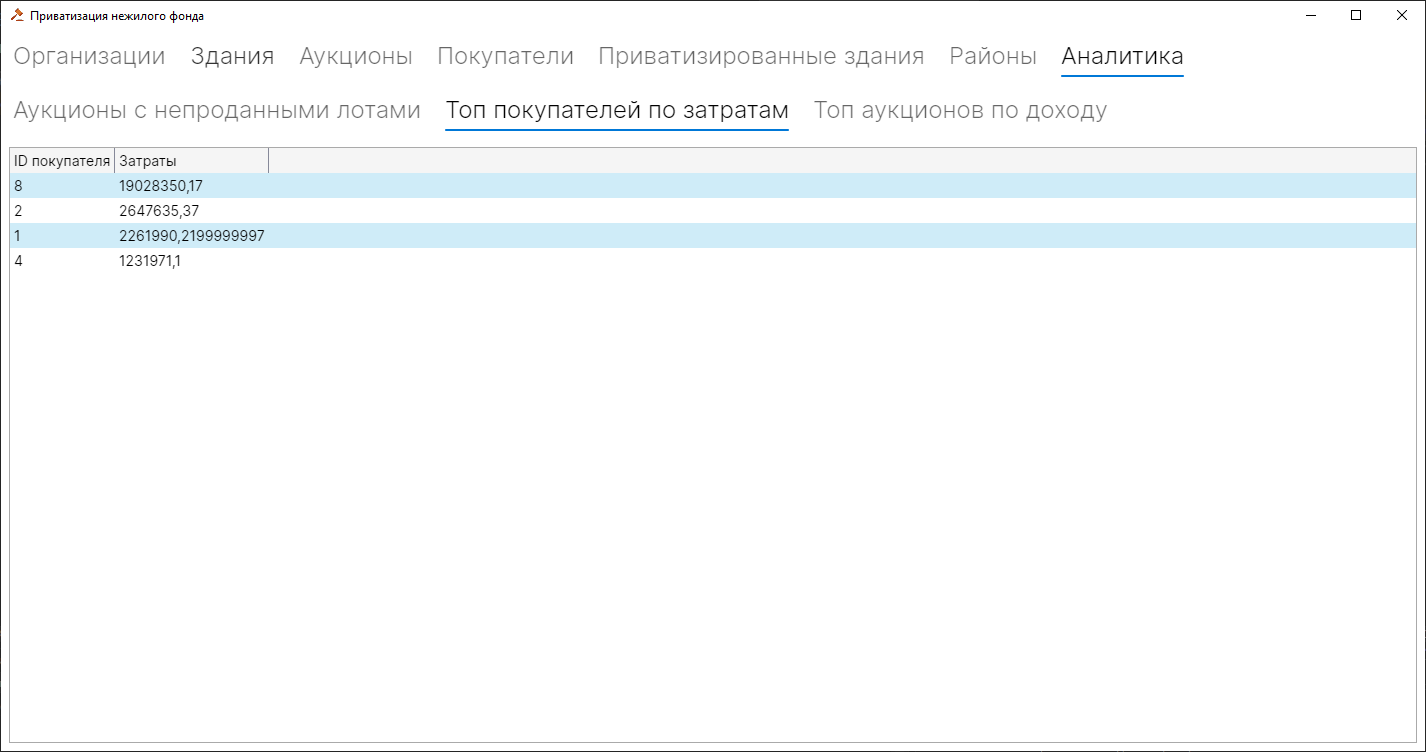 Приватизация нежилого фонда
Организации Здания Аукционы Покупатели Приватизированные здания Районы Аналитика
Аукционы с непроданными лотами Топ покупателей по затратам Топ аукционов по доходу
ID покупателя Затраты
8 19028350,17
2 2647635,37
1 2261990,2199999997
4 1231971,1